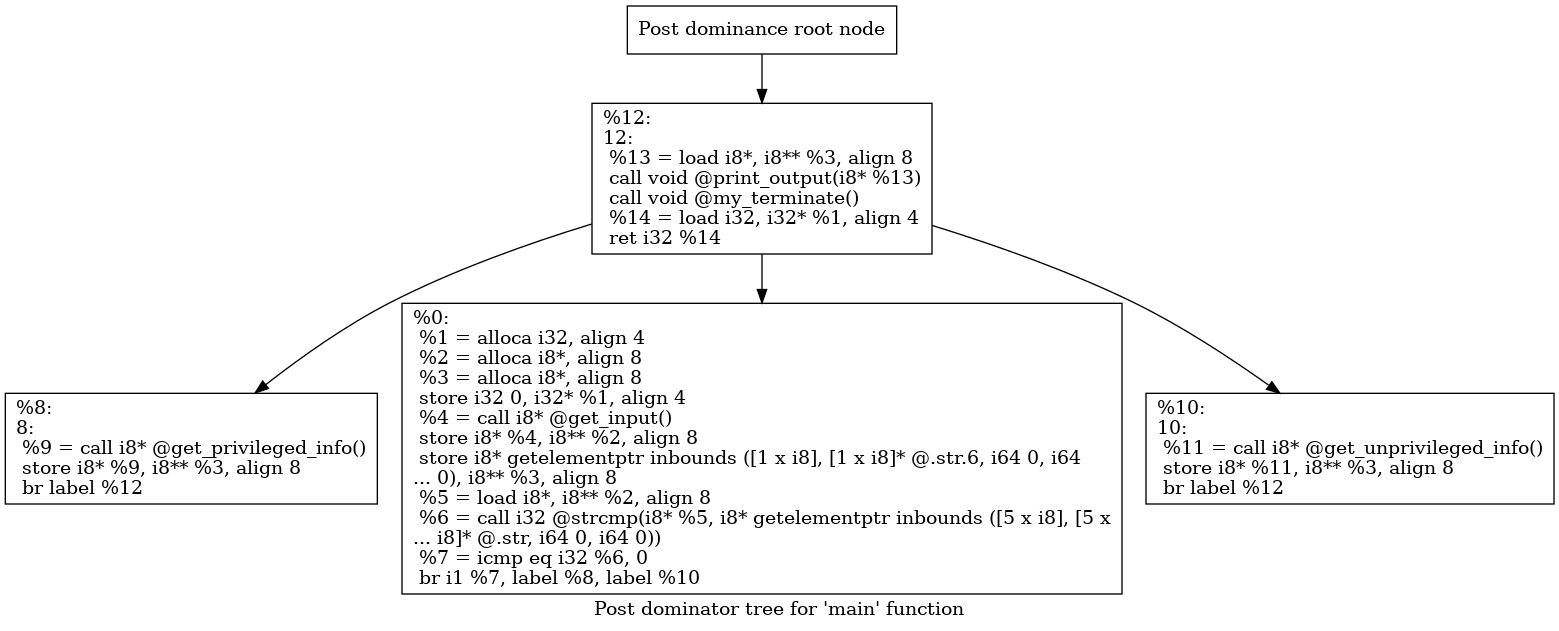 Post dominance root node
%12:
12:
%13 = load i8*, i8** %3, align 8
call void @print_output(i8* %13)
call void @my_terminate()
%14 = load i32, i32* %1, align 4
ret i32 %14
%8:
8:
%9 = call i8* @get_privileged_info()
store i8* %9, i8** %3, align 8
br label %12
%0:
%1 = alloca i32, align 4
%2 = alloca i8*, align 8
%3 = alloca i8*, align 8
store i32 0, i32* %1, align 4
%4 = call i8* @get_input()
store i8* %4, i8** %2, align 8
store i8* getelementptr inbounds ([1 x i8], [1 x i8]* @.str.6, i64 0, i64
... 0), i8** %3, align 8
%5 = load i8*, i8** %2, align 8
%6 = call i32 @strcmp(i8* %5, i8* getelementptr inbounds ([5 x i8], [5 x
... i8]* @.str, i64 0, i64 0))
%7 = icmp eq i32 %6, 0
br i1 %7, label %8, label %10
%10:
10:
%11 = call i8* @get_unprivileged_info()
store i8* %11, i8** %3, align 8
br label %12
Post dominator tree for 'main' function